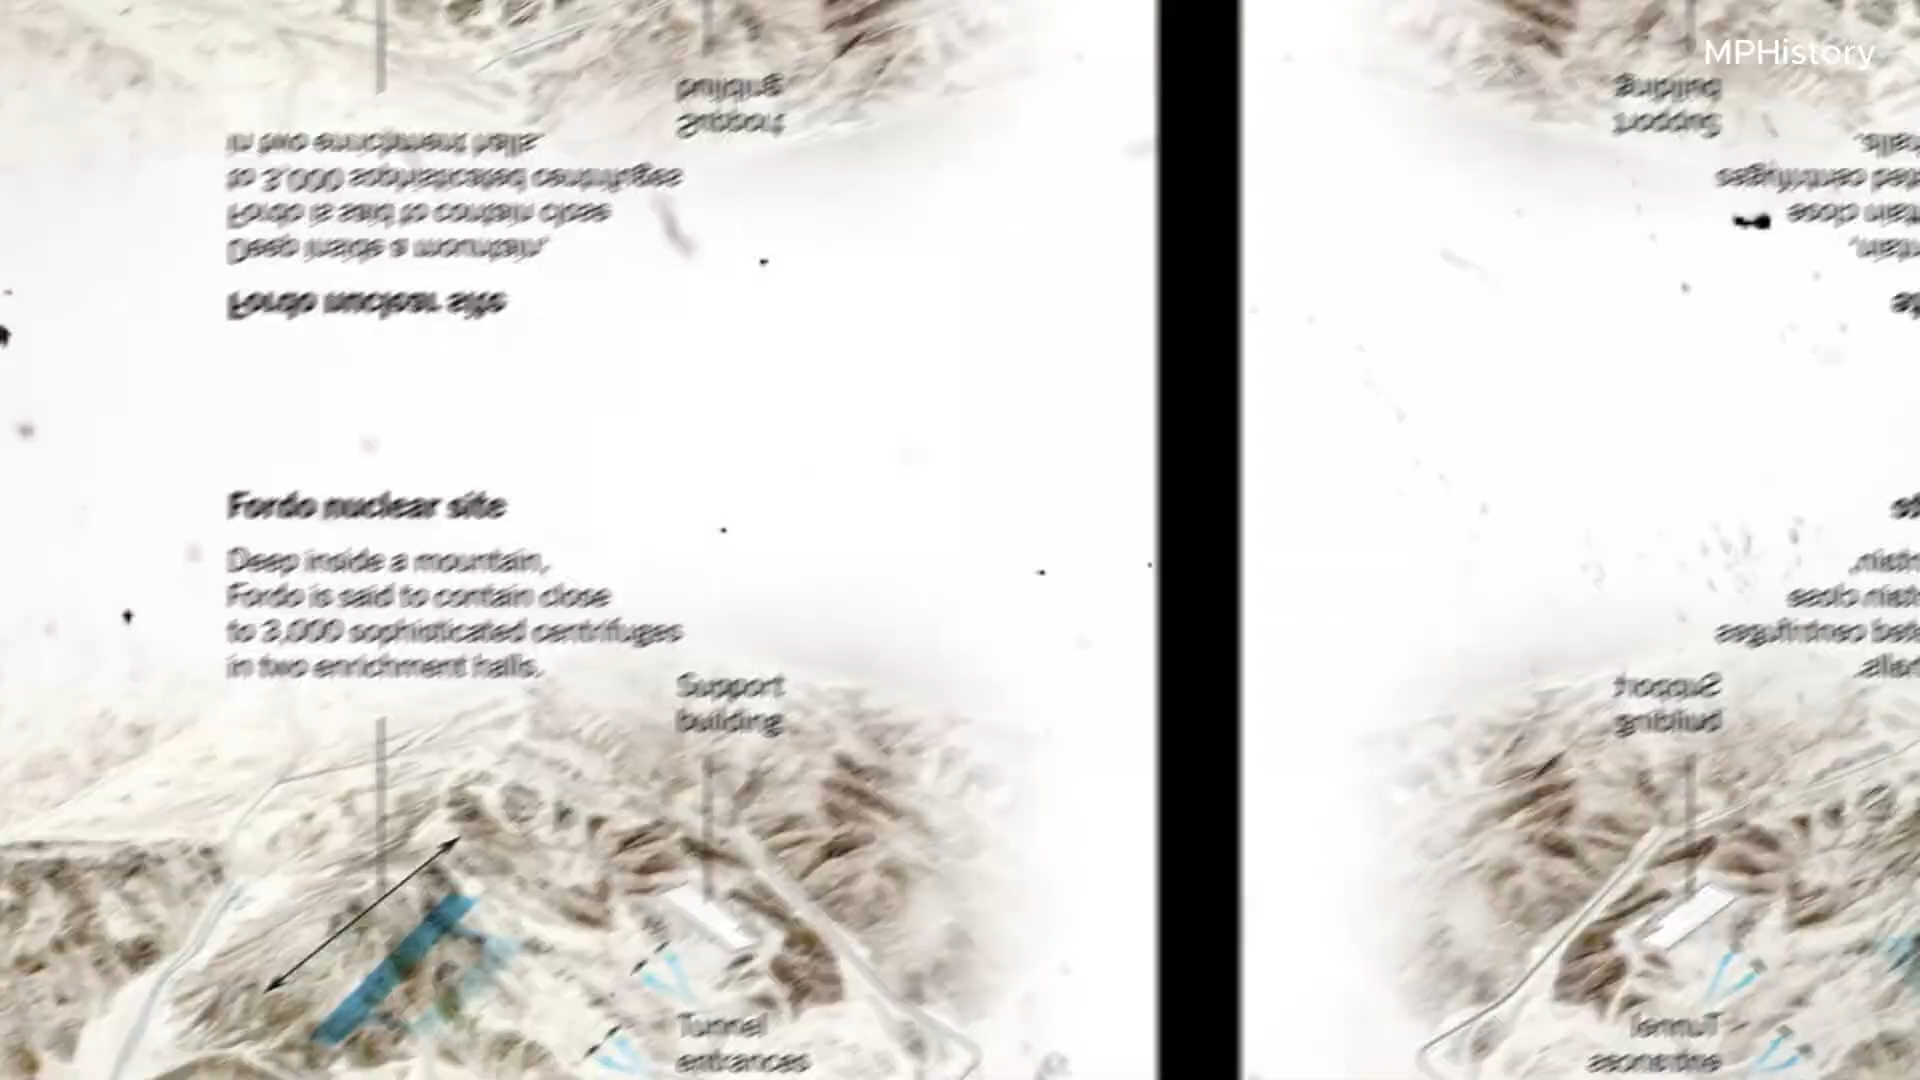 MPHistory
Fordo nuclear site
Deep inside a mountain,
Fordo is said to contain close
to 3,000 sophisticated centrifuges
in two enrichment halls.
Support
building
Tunnel
entrances